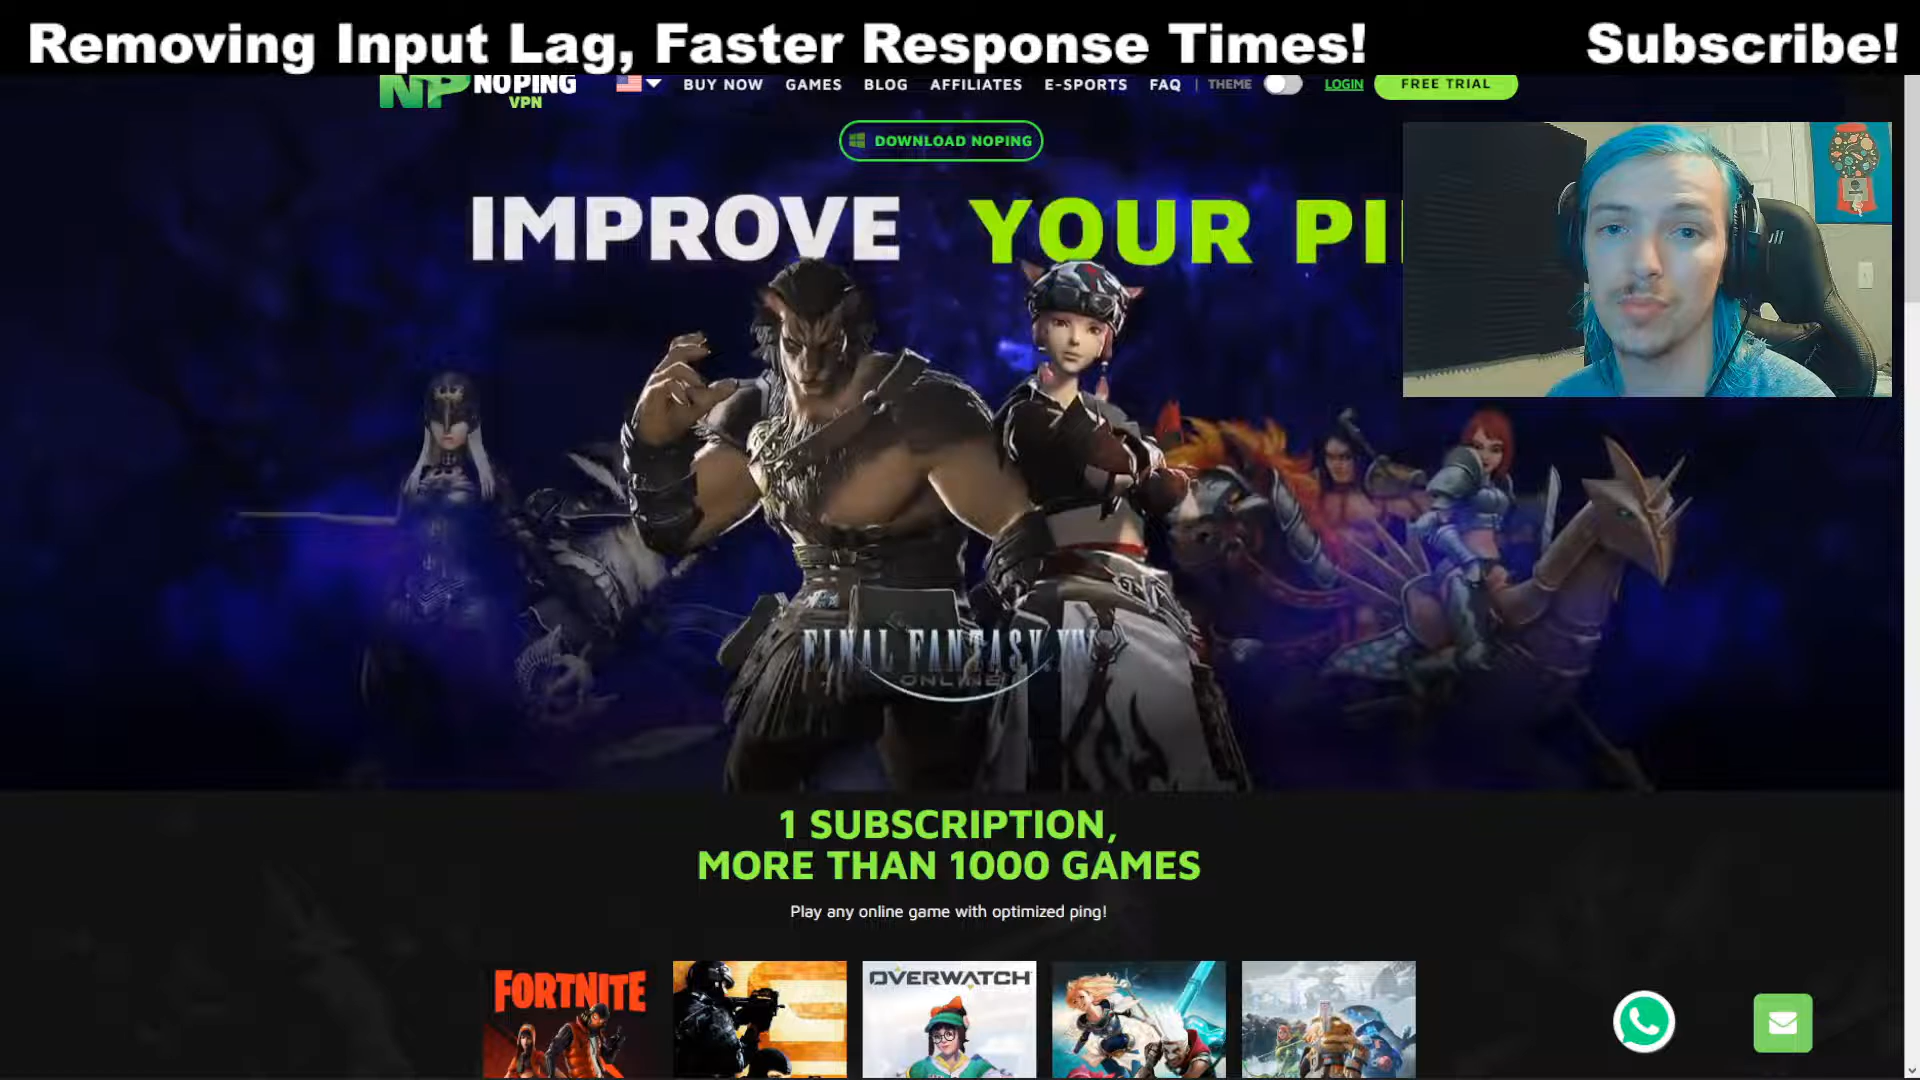 Removing Input Lag, Faster Response Times! Subscribe!
NP NOPING VPN
BUY NOW GAMES BLOG AFFILIATES E-SPORTS FAQ | THEME LOGIN FREE TRIAL
DOWNLOAD NOPING
IMPROVE YOUR PI
FINAL FANTASY XIV
ONLINE
1 SUBSCRIPTION,
MORE THAN 1000 GAMES
Play any online game with optimized ping!
FORTNITE
OVERWATCH